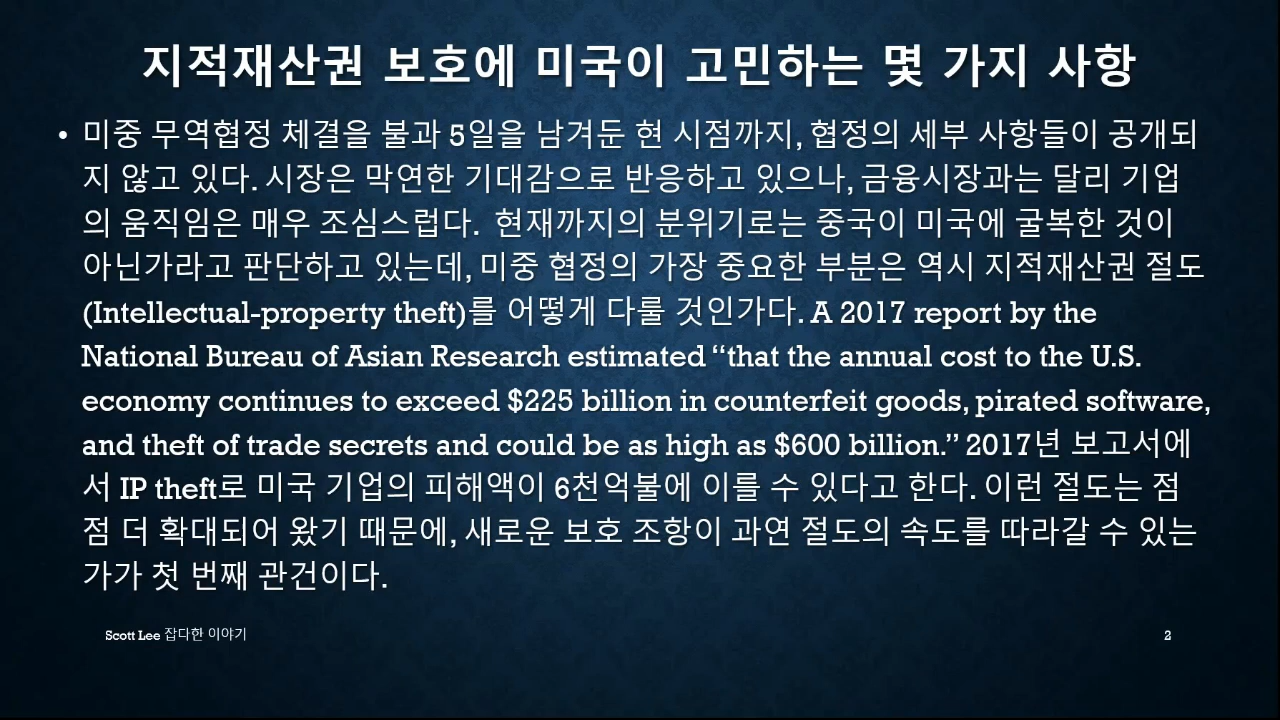 지적재산권 보호에 미국이 고민하는 몇 가지 사항
• 미중 무역협정 체결을 불과 5일을 남겨둔 현 시점까지, 협정의 세부 사항들이 공개되
지 않고 있다. 시장은 막연한 기대감으로 반응하고 있으나, 금융시장과는 달리 기업
의 움직임은 매우 조심스럽다. 현재까지의 분위기로는 중국이 미국에 굴복한 것이
아닌가라고 판단하고 있는데, 미중 협정의 가장 중요한 부분은 역시 지적재산권 절도
(Intellectual-property theft)를 어떻게 다룰 것인가다. A 2017 report by the
National Bureau of Asian Research estimated “that the annual cost to the U.S.
economy continues to exceed $225 billion in counterfeit goods, pirated software,
and theft of trade secrets and could be as high as $600 billion.” 2017년 보고서에
서 IP theft로 미국 기업의 피해액이 6천억불에 이를 수 있다고 한다. 이런 절도는 점
점 더 확대되어 왔기 때문에, 새로운 보호 조항이 과연 절도의 속도를 따라갈 수 있는
가가 첫 번째 관건이다.
Scott Lee 잡다한 이야기
2